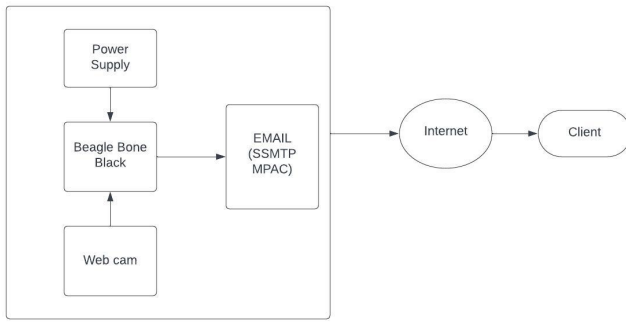 Power
Supply
Beagle Bone
Black
Web cam
EMAIL
(SSMTP
MPAC)
Internet
Client